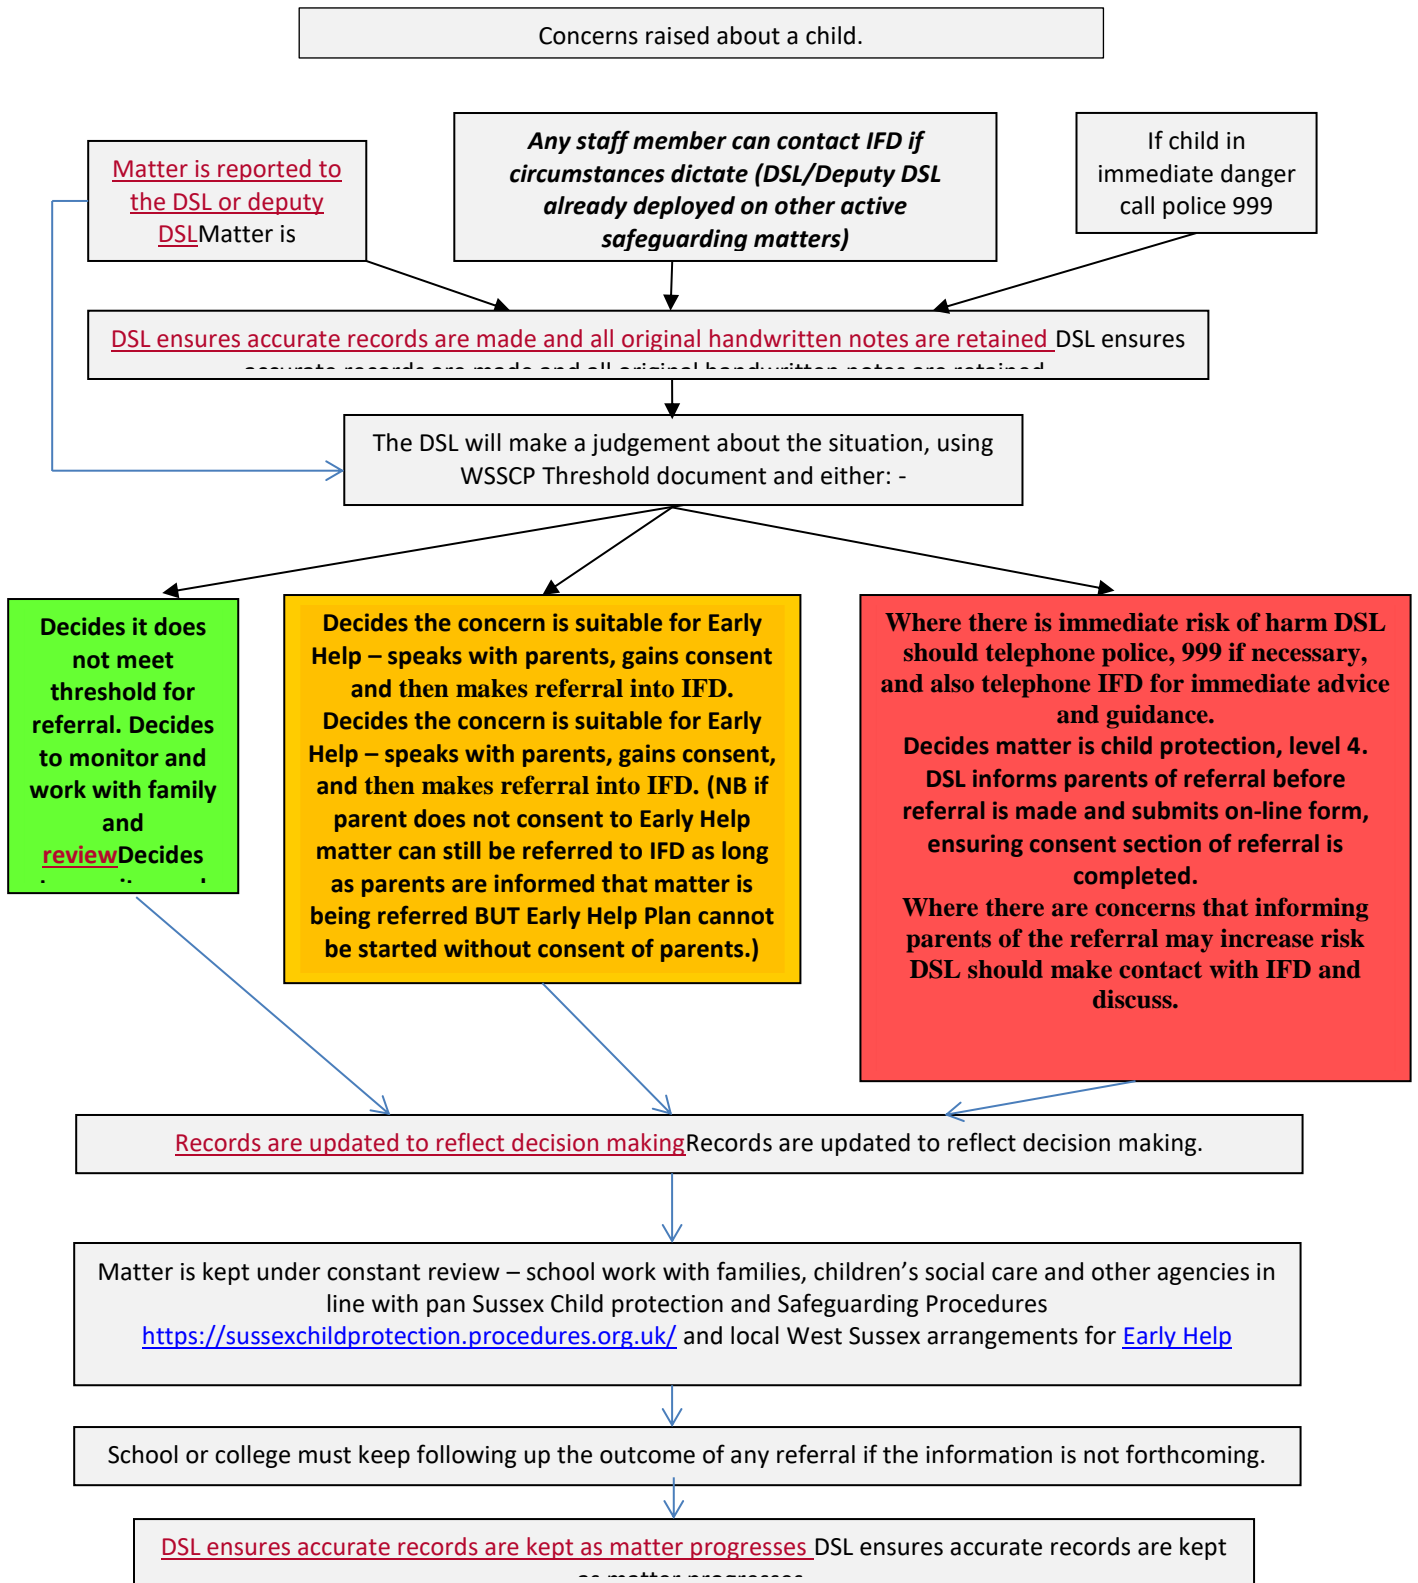 Concerns raised about a child.
Matter is reported to
the DSL or deputy
DSLMatter is
Any staff member can contact IFD if
circumstances dictate (DSL/Deputy DSL
already deployed on other active
safeguarding matters)
If child in
immediate danger
call police 999
DSL ensures accurate records are made and all original handwritten notes are retained DSL ensures
accurate records are made and all original handwritten notes are retained
The DSL will make a judgement about the situation, using
WSSCP Threshold document and either: -
Decides it does
not meet
threshold for
referral. Decides
to monitor and
work with family
and
reviewDecides
Decides the concern is suitable for Early
Help – speaks with parents, gains consent
and then makes referral into IFD.
Decides the concern is suitable for Early
Help – speaks with parents, gains consent,
and then makes referral into IFD. (NB if
parent does not consent to Early Help
matter can still be referred to IFD as long
as parents are informed that matter is
being referred BUT Early Help Plan cannot
be started without consent of parents.)
Where there is immediate risk of harm DSL
should telephone police, 999 if necessary,
and also telephone IFD for immediate advice
and guidance.
Decides matter is child protection, level 4.
DSL informs parents of referral before
referral is made and submits on-line form,
ensuring consent section of referral is
completed.
Where there are concerns that informing
parents of the referral may increase risk
DSL should make contact with IFD and
discuss.
Records are updated to reflect decision makingRecords are updated to reflect decision making.
Matter is kept under constant review – school work with families, children’s social care and other agencies in
line with pan Sussex Child protection and Safeguarding Procedures
https://sussexchildprotection.procedures.org.uk/ and local West Sussex arrangements for Early Help
School or college must keep following up the outcome of any referral if the information is not forthcoming.
DSL ensures accurate records are kept as matter progresses DSL ensures accurate records are kept
as matter progresses